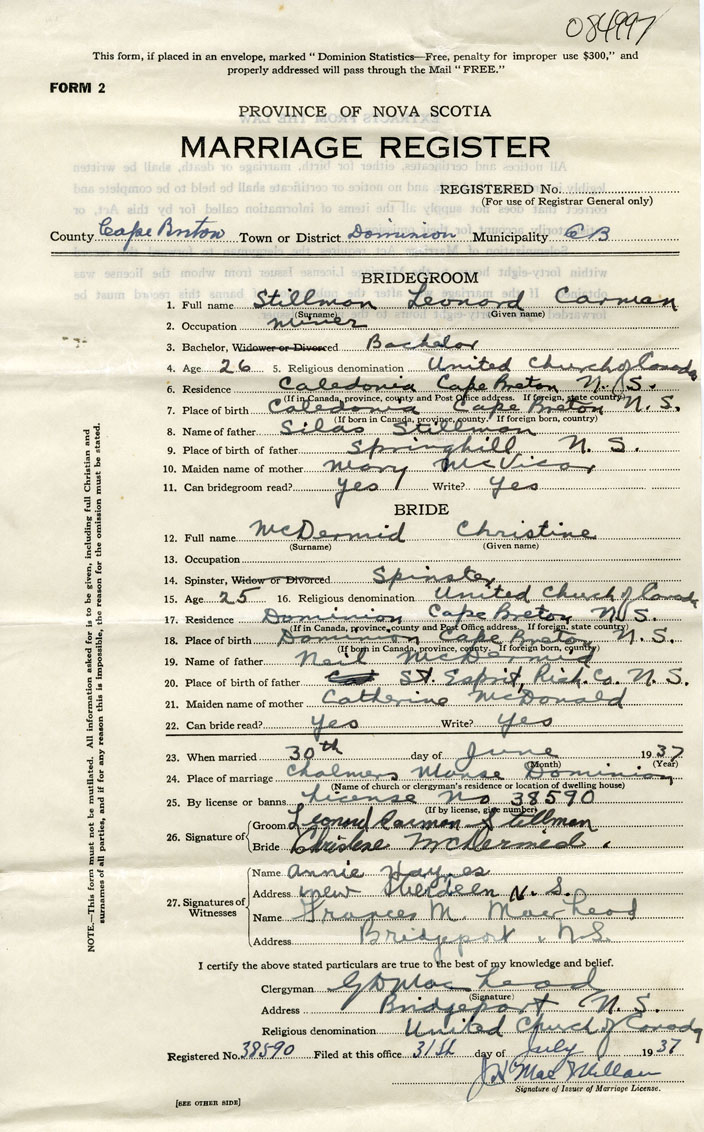 084997
This form, if placed in an envelope, marked "Dominion Statistics—Free, penalty for improper use $300," and
properly addressed will pass through the Mail "FREE."
FORM 2
PROVINCE OF NOVA SCOTIA
MARRIAGE REGISTER
REGISTERED No.
(For use of Registrar General only)
County Cape Breton Town or District Dominion Municipality CB
BRIDEGROOM
1. Full name Stillman Leonard Carman
(Surname) (Given name)
2. Occupation miner
3. Bachelor, Widower or Divorced Bachelor
4. Age 26 5. Religious denomination United Church of Canada
6. Residence Caledonia Cape Breton N. S.
(If in Canada, province, county and Post Office address. If foreign, state country)
7. Place of birth Caledonia Cape Breton N. S.
(If born in Canada, province, county. If foreign born, country)
8. Name of father Silas Stillman
9. Place of birth of father Springhill N. S.
10. Maiden name of mother Mary McVicar
11. Can bridegroom read? yes Write? yes
BRIDE
12. Full name McDermid Christine
(Surname) (Given name)
13. Occupation
14. Spinster, Widow or Divorced Spinster
15. Age 25 16. Religious denomination United Church of Canada
17. Residence Dominion Cape Breton N. S.
(If in Canada, province, county and Post Office address. If foreign, state country)
18. Place of birth Dominion Cape Breton N. S.
(If born in Canada, province, county. If foreign born, country)
19. Name of father Neil McDermid
20. Place of birth of father St. Esprit, Rich. Co. N. S.
21. Maiden name of mother Catherine McDonald
22. Can bride read? yes Write? yes
23. When married 30th day of June 1937
(Month) (Year)
24. Place of marriage Chalmers Manse Dominion
(Name of church or clergyman's residence or location of dwelling house)
25. By license or banns License No 38590
(If by license, give number)
26. Signature of Groom Leonard Carmon Stillman
Bride Christene McDermid.
27. Signatures of Witnesses
Name Annie Haynes
Address New Aberdeen N. S.
Name Frances M. MacLeod
Address Bridgeport, N.S.
I certify the above stated particulars are true to the best of my knowledge and belief.
Clergyman G D MacLeod
(Signature)
Address Bridgeport N. S.
Religious denomination United Church of Canada
Registered No. 38590 Filed at this office 31st day of July 1937
MacMillan
Signature of Issuer of Marriage License.
[SEE OTHER SIDE]
NOTE.—This form must not be mutilated. All information asked for is to be given, including full Christian and
surnames of all parties, and if for any reason this is impossible, the reason for the omission must be stated.